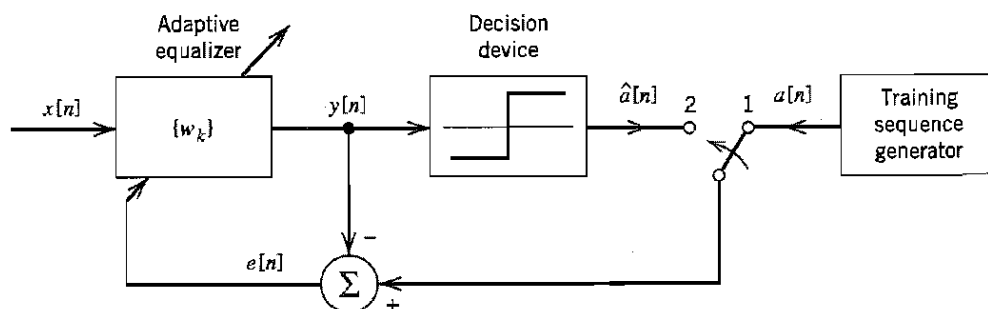 Adaptive
equalizer
Decision
device
x[n]
{w_k}
y[n]
â[n]
2
1
a[n]
Training
sequence
generator
−
e[n]
Σ
+